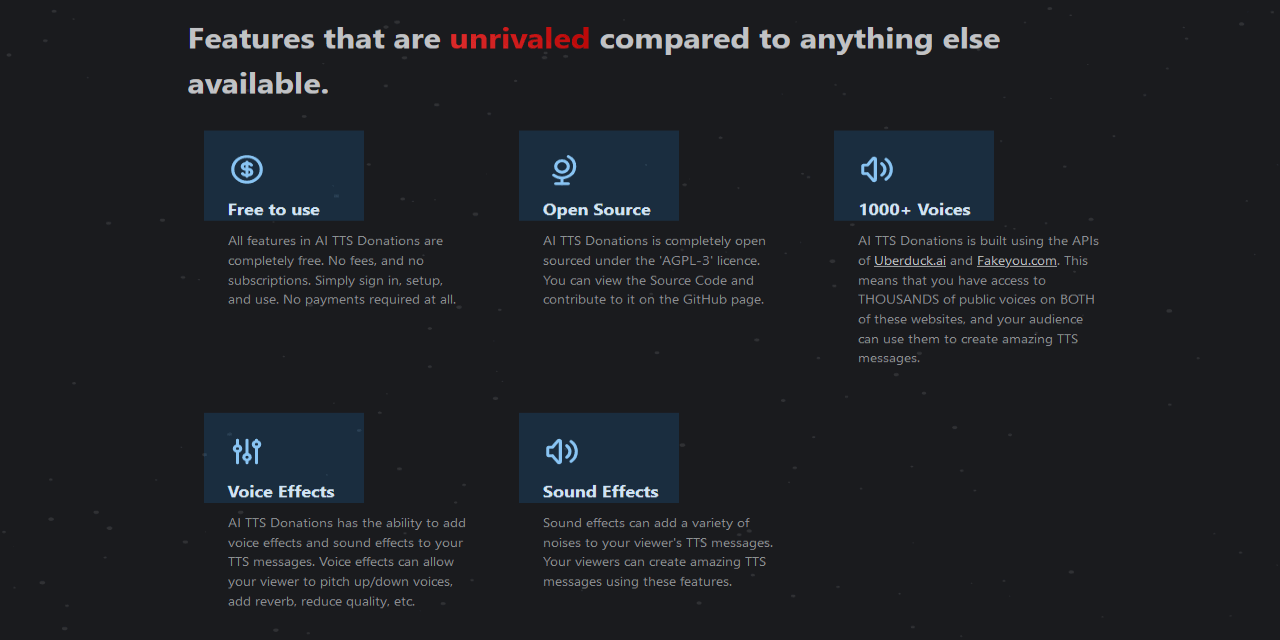 Features that are unrivaled compared to anything else
available.
Free to use
All features in AI TTS Donations are
completely free. No fees, and no
subscriptions. Simply sign in, setup,
and use. No payments required at all.
Open Source
AI TTS Donations is completely open
sourced under the 'AGPL-3' licence.
You can view the Source Code and
contribute to it on the GitHub page.
1000+ Voices
AI TTS Donations is built using the APIs
of Uberduck.ai and Fakeyou.com. This
means that you have access to
THOUSANDS of public voices on BOTH
of these websites, and your audience
can use them to create amazing TTS
messages.
Voice Effects
AI TTS Donations has the ability to add
voice effects and sound effects to your
TTS messages. Voice effects can allow
your viewer to pitch up/down voices,
add reverb, reduce quality, etc.
Sound Effects
Sound effects can add a variety of
noises to your viewer's TTS messages.
Your viewers can create amazing TTS
messages using these features.